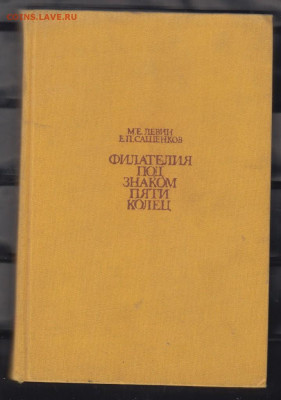 COINS.LAVE.RU
М.Е.ЛЕВИН
Е.П.САШЕНКОВ
ФИЛАТЕЛИЯ
ПОД
ЗНАКОМ
ПЯТИ
КОЛЕЦ